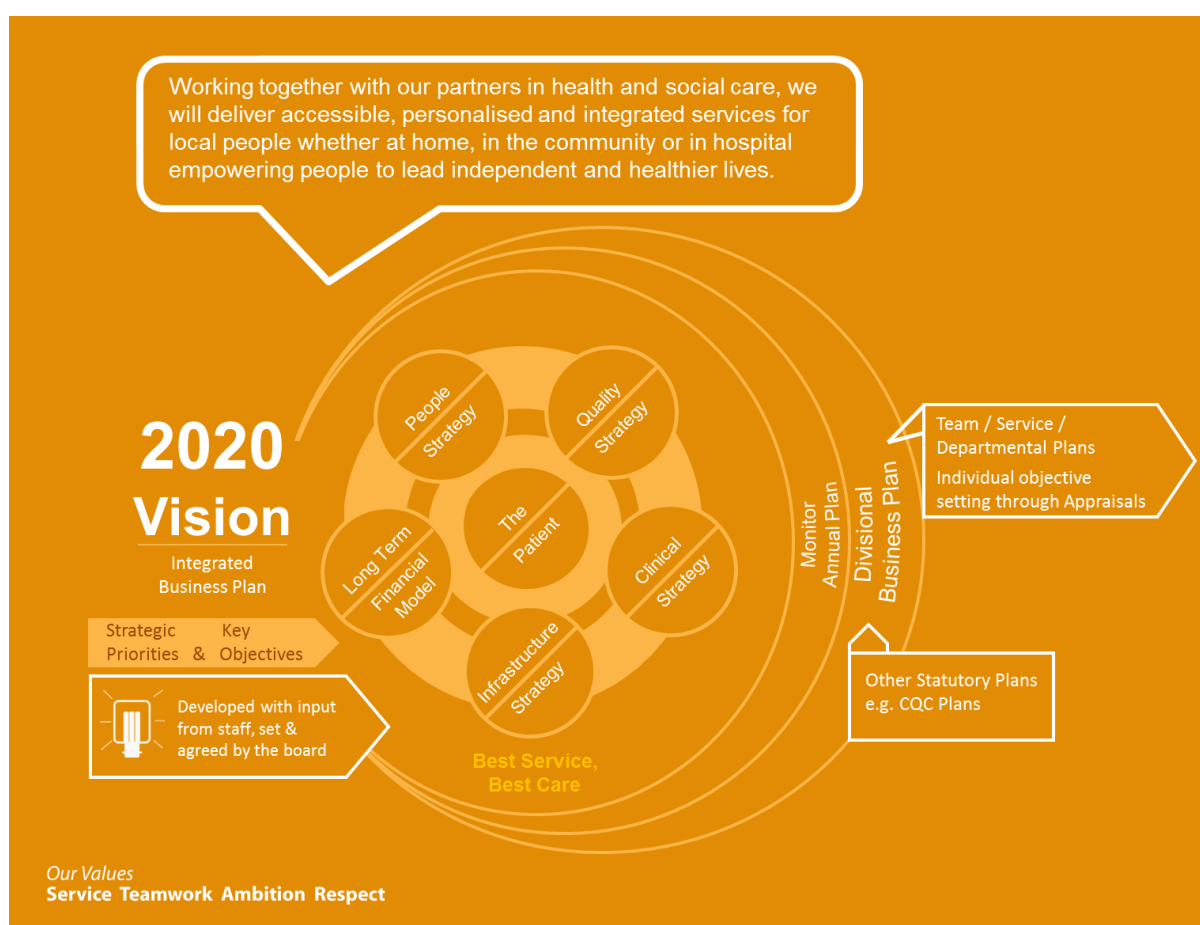 Working together with our partners in health and social care, we
will deliver accessible, personalised and integrated services for
local people whether at home, in the community or in hospital
empowering people to lead independent and healthier lives.
2020
Vision
Integrated
Business Plan
Strategic Key
Priorities & Objectives
Developed with input
from staff, set &
agreed by the board
People
Strategy
Quality
Strategy
The
Patient
Long Term
Financial
Model
Clinical
Strategy
Infrastructure
Strategy
Best Service,
Best Care
Monitor
Annual Plan
Divisional
Business Plan
Team / Service /
Departmental Plans
Individual objective
setting through Appraisals
Other Statutory Plans
e.g. CQC Plans
Our Values
Service Teamwork Ambition Respect